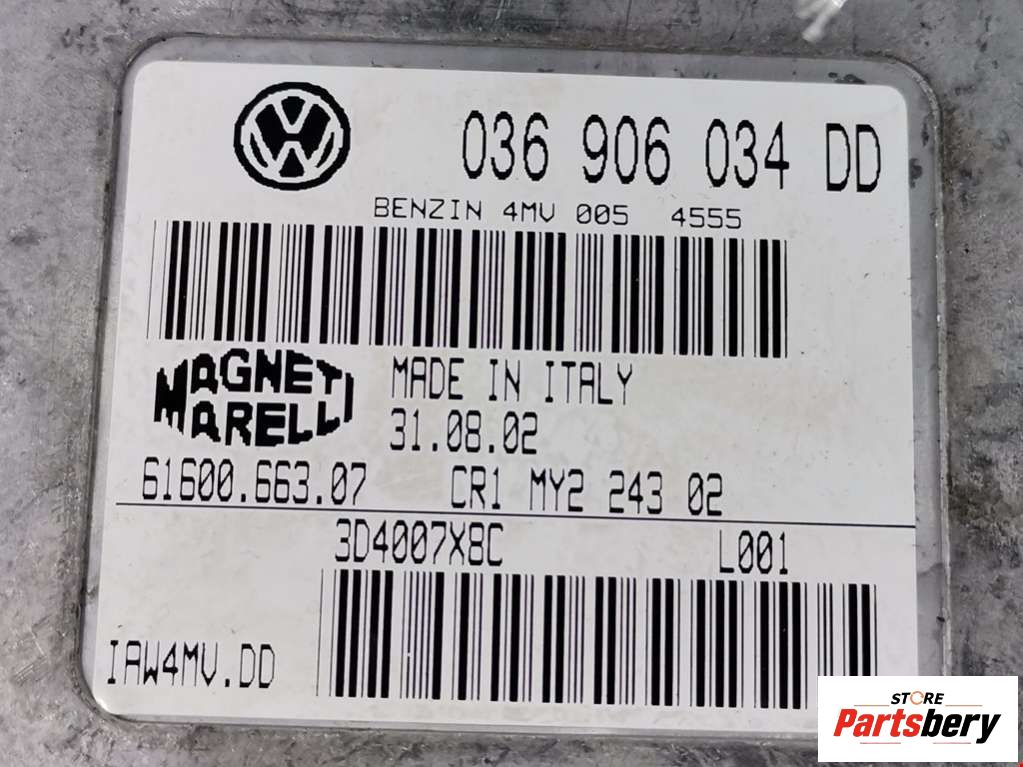 036 906 034 DD
BENZIN 4MV 005 4555
MAGNETI
MARELLI
MADE IN ITALY
31.08.02
61600.663.07 CR1 MY2 243 02
3D4007X8C L001
IAW4MV.DD
STORE
Partsbery